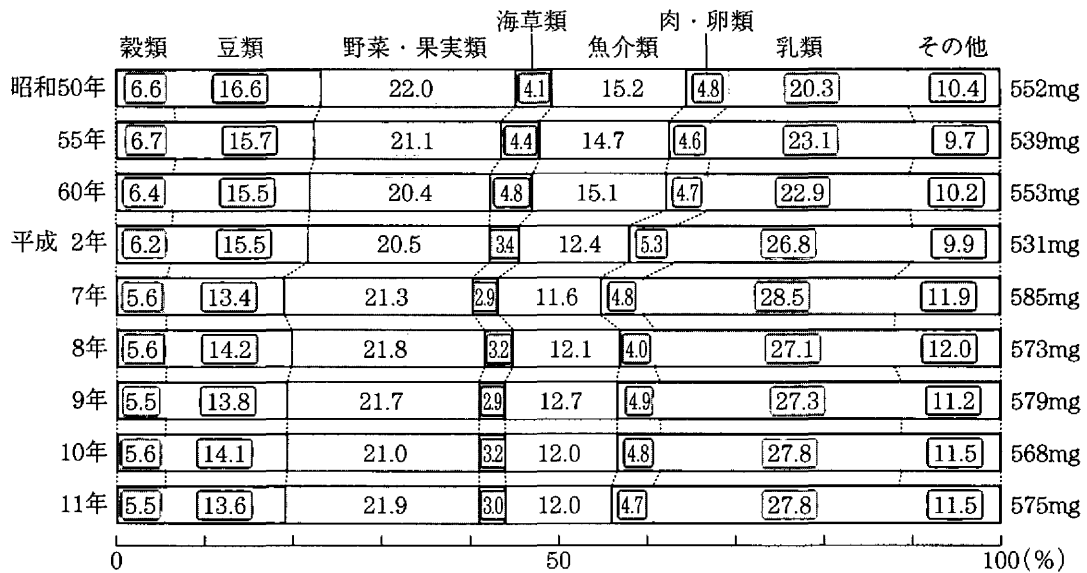 海草類 肉・卵類
穀類 豆類 野菜・果実類 魚介類 乳類 その他
昭和50年 6.6 16.6 22.0 4.1 15.2 4.8 20.3 10.4 552mg
55年 6.7 15.7 21.1 4.4 14.7 4.6 23.1 9.7 539mg
60年 6.4 15.5 20.4 4.8 15.1 4.7 22.9 10.2 553mg
平成 2年 6.2 15.5 20.5 3.4 12.4 5.3 26.8 9.9 531mg
7年 5.6 13.4 21.3 2.9 11.6 4.8 28.5 11.9 585mg
8年 5.6 14.2 21.8 3.2 12.1 4.0 27.1 12.0 573mg
9年 5.5 13.8 21.7 2.9 12.7 4.9 27.3 11.2 579mg
10年 5.6 14.1 21.0 3.2 12.0 4.8 27.8 11.5 568mg
11年 5.5 13.6 21.9 3.0 12.0 4.7 27.8 11.5 575mg
0 50 100(%)